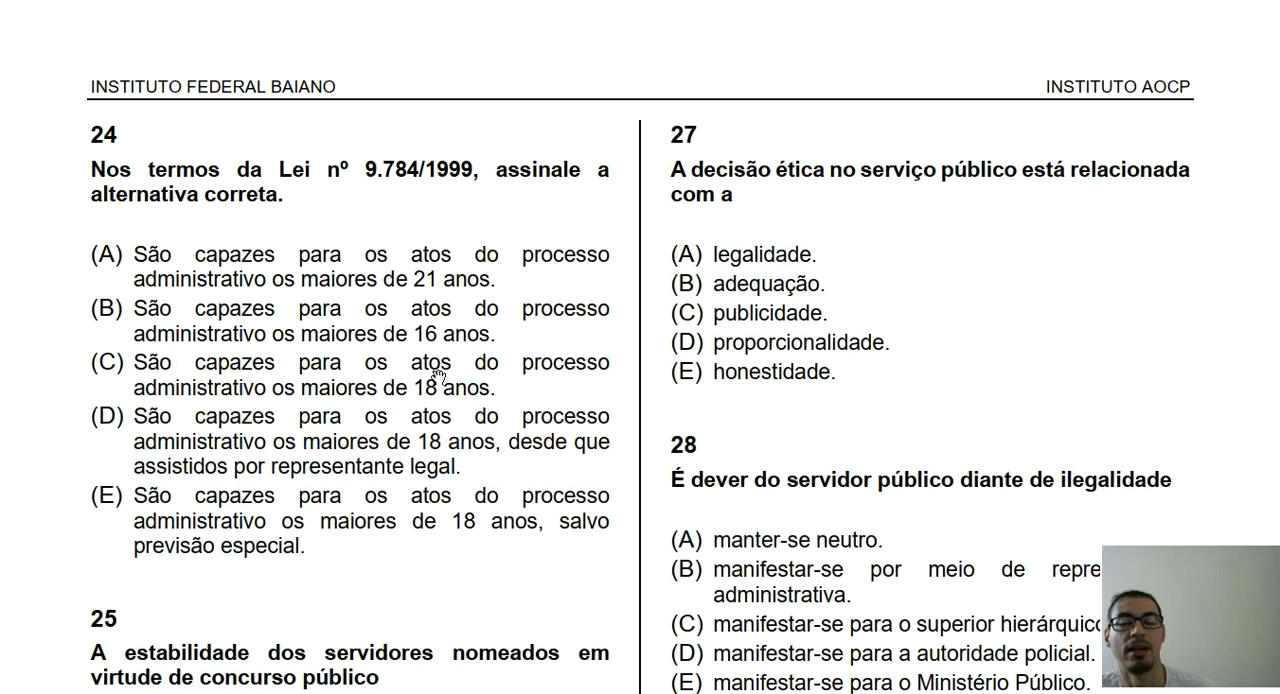 INSTITUTO FEDERAL BAIANO
INSTITUTO AOCP
24
Nos termos da Lei nº 9.784/1999, assinale a
alternativa correta.
(A) São capazes para os atos do processo
administrativo os maiores de 21 anos.
(B) São capazes para os atos do processo
administrativo os maiores de 16 anos.
(C) São capazes para os atos do processo
administrativo os maiores de 18 anos.
(D) São capazes para os atos do processo
administrativo os maiores de 18 anos, desde que
assistidos por representante legal.
(E) São capazes para os atos do processo
administrativo os maiores de 18 anos, salvo
previsão especial.
25
A estabilidade dos servidores nomeados em
virtude de concurso público
27
A decisão ética no serviço público está relacionada
com a
(A) legalidade.
(B) adequação.
(C) publicidade.
(D) proporcionalidade.
(E) honestidade.
28
É dever do servidor público diante de ilegalidade
(A) manter-se neutro.
(B) manifestar-se por meio de repre
administrativa.
(C) manifestar-se para o superior hierárquico
(D) manifestar-se para a autoridade policial.
(E) manifestar-se para o Ministério Público.